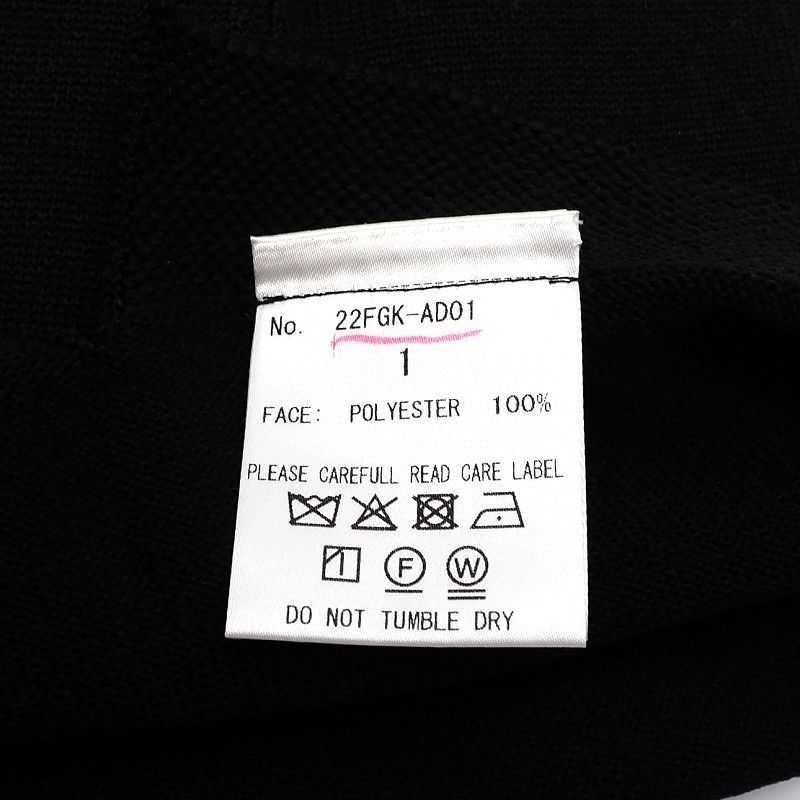 No. 22FGK-AD01
1
FACE: POLYESTER 100%
PLEASE CAREFULL READ CARE LABEL
F W
DO NOT TUMBLE DRY